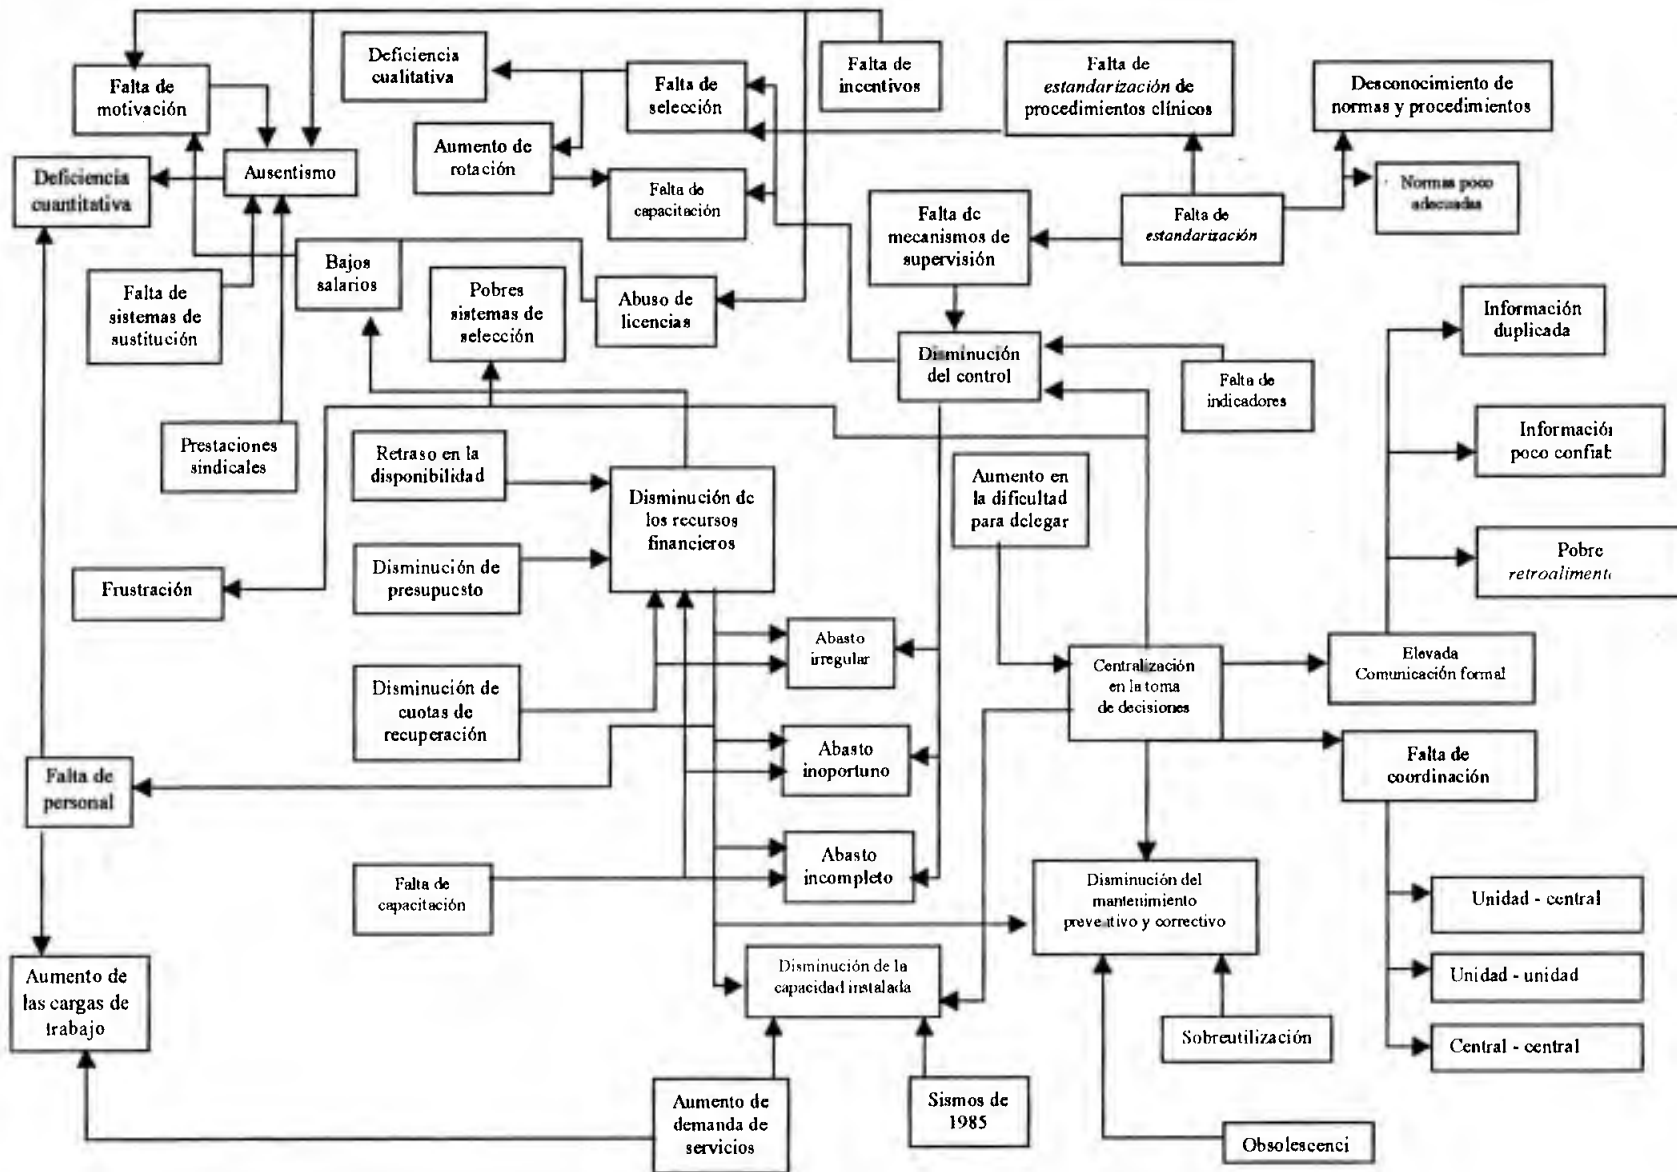 Deficiencia
cualitativa
Falta de
selección
Falta de
incentivos
Falta de
estandarización de
procedimientos clínicos
Desconocimiento de
normas y procedimientos
Falta de
motivación
Aumento de
rotación
Ausentismo
Deficiencia
cuantitativa
Falta de
capacitación
Falta de
mecanismos de
supervisión
Falta de
estandarización
Normas poco
adecuadas
Falta de
sistemas de
sustitución
Bajos
salarios
Pobres
sistemas de
selección
Abuso de
licencias
Disminución
del control
Falta de
indicadores
Información
duplicada
Prestaciones
sindicales
Retraso en la
disponibilidad
Disminución de
los recursos
financieros
Aumento en
la dificultad
para delegar
Informació
poco confiab
Frustración
Disminución de
presupuesto
Pobre
retroaliment
Abasto
irregular
Centralización
en la toma
de decisiones
Elevada
Comunicación formal
Disminución de
cuotas de
recuperación
Abasto
inoportuno
Falta de
coordinación
Falta de
personal
Falta de
capacitación
Abasto
incompleto
Disminución del
mantenimiento
preventivo y correctivo
Unidad - central
Aumento de
las cargas de
trabajo
Disminución de la
capacidad instalada
Unidad - unidad
Sobreutilización
Central - central
Aumento de
demanda de
servicios
Sismos de
1985
Obsolescenci